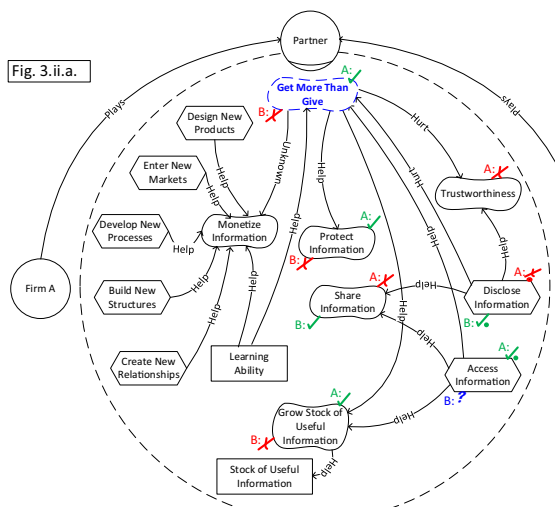 Partner
Fig. 3.ii.a.
A:
Get More Than
Give
B:
Plays
Plays
Design New
Products
Help
Unknown
Hurt
Enter New
Markets
Help
Help
Hurt
A:
Trustworthiness
Develop New
Processes
Help
Monetize
Information
Help
A:
Protect
Information
B:
Help
Help
Firm A
Build New
Structures
Help
Help
A:
Share
Information
B:
Help
A:
Disclose
Information
B:
Help
Help
Help
Create New
Relationships
Learning
Ability
Help
A:
Access
Information
B: ?
A:
Grow Stock of
Useful
Information
B:
Help
Help
Stock of Useful
Information